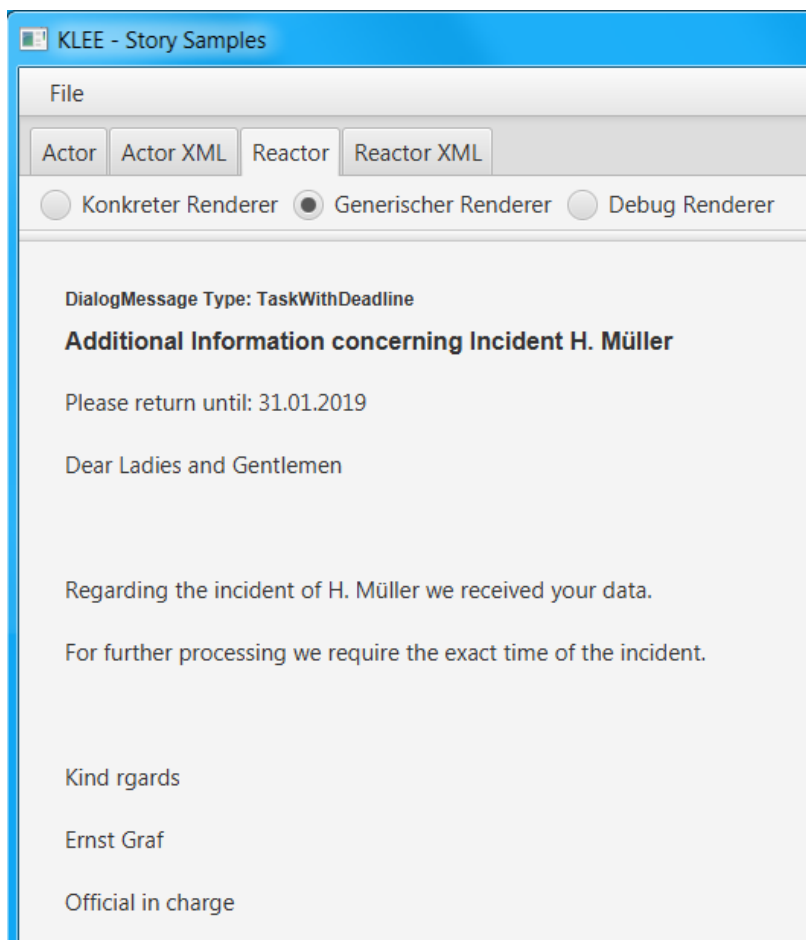 KLEE - Story Samples
File
Actor Actor XML Reactor Reactor XML
Konkreter Renderer Generischer Renderer Debug Renderer
DialogMessage Type: TaskWithDeadline
Additional Information concerning Incident H. Müller
Please return until: 31.01.2019
Dear Ladies and Gentlemen
Regarding the incident of H. Müller we received your data.
For further processing we require the exact time of the incident.
Kind rgards
Ernst Graf
Official in charge